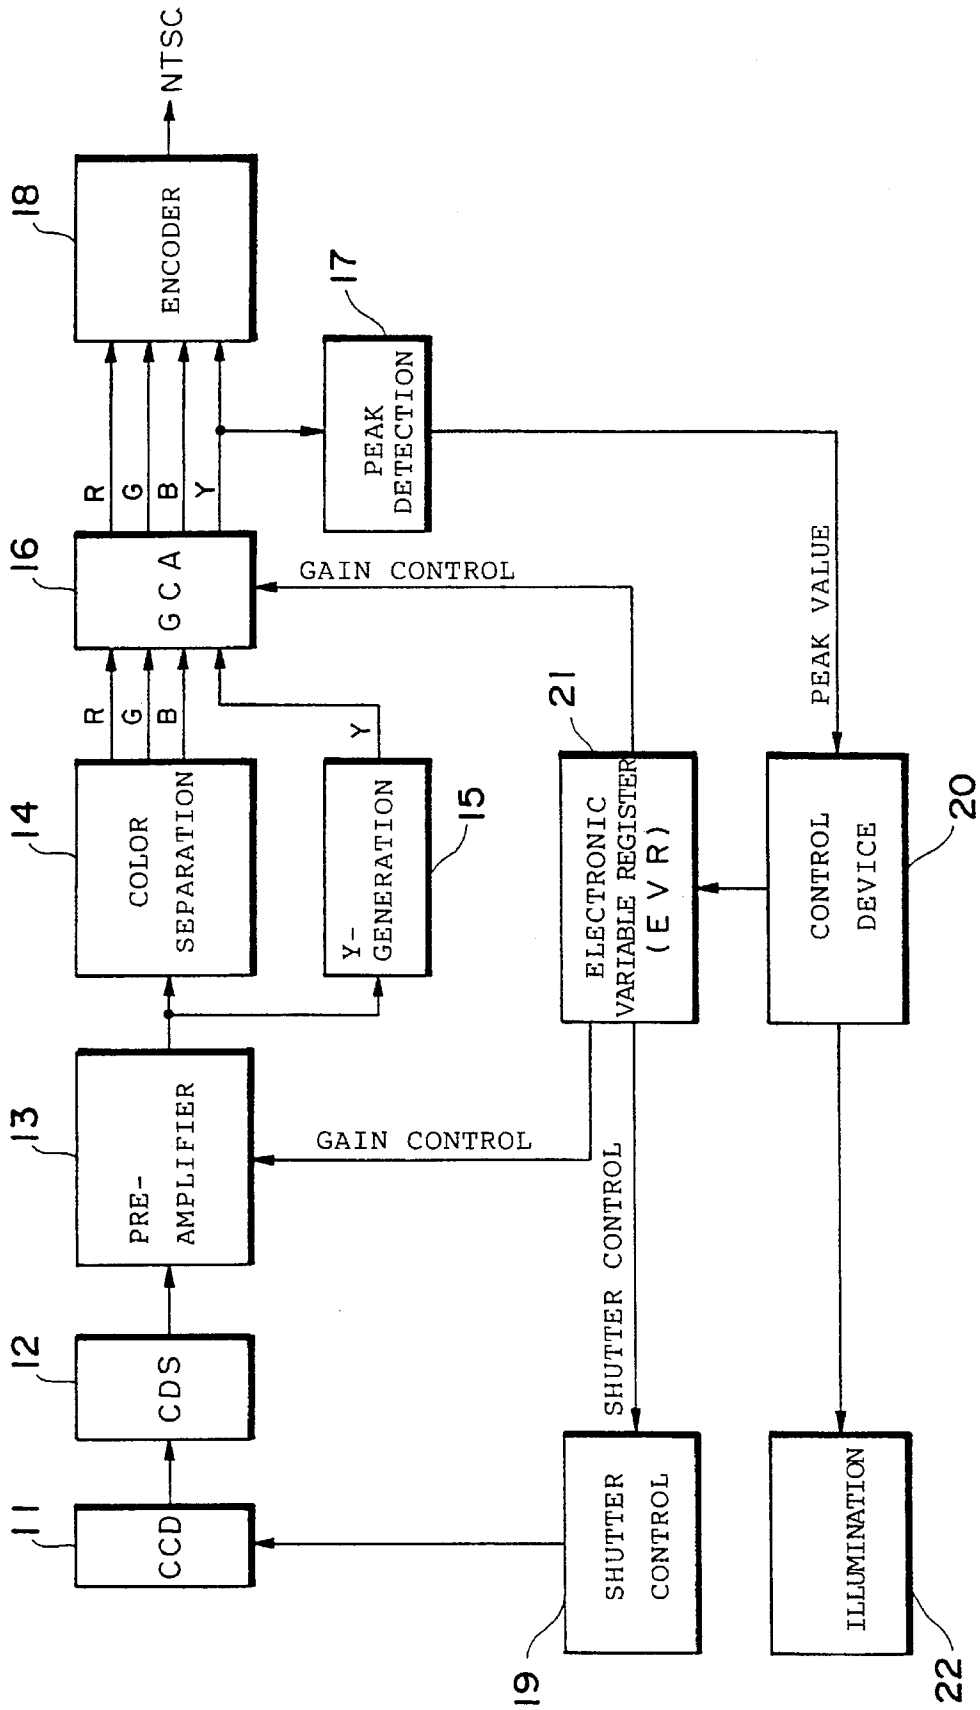 11
12
13
14
16
18
CCD
CDS
PRE-
AMPLIFIER
COLOR
SEPARATION
R
G
B
G C A
R
G
B
Y
ENCODER
NTSC
Y-
GENERATION
15
Y
PEAK
DETECTION
17
GAIN CONTROL
GAIN CONTROL
19
SHUTTER
CONTROL
SHUTTER CONTROL
ELECTRONIC
VARIABLE REGISTER
( E V R )
21
PEAK VALUE
22
ILLUMINATION
CONTROL
DEVICE
20